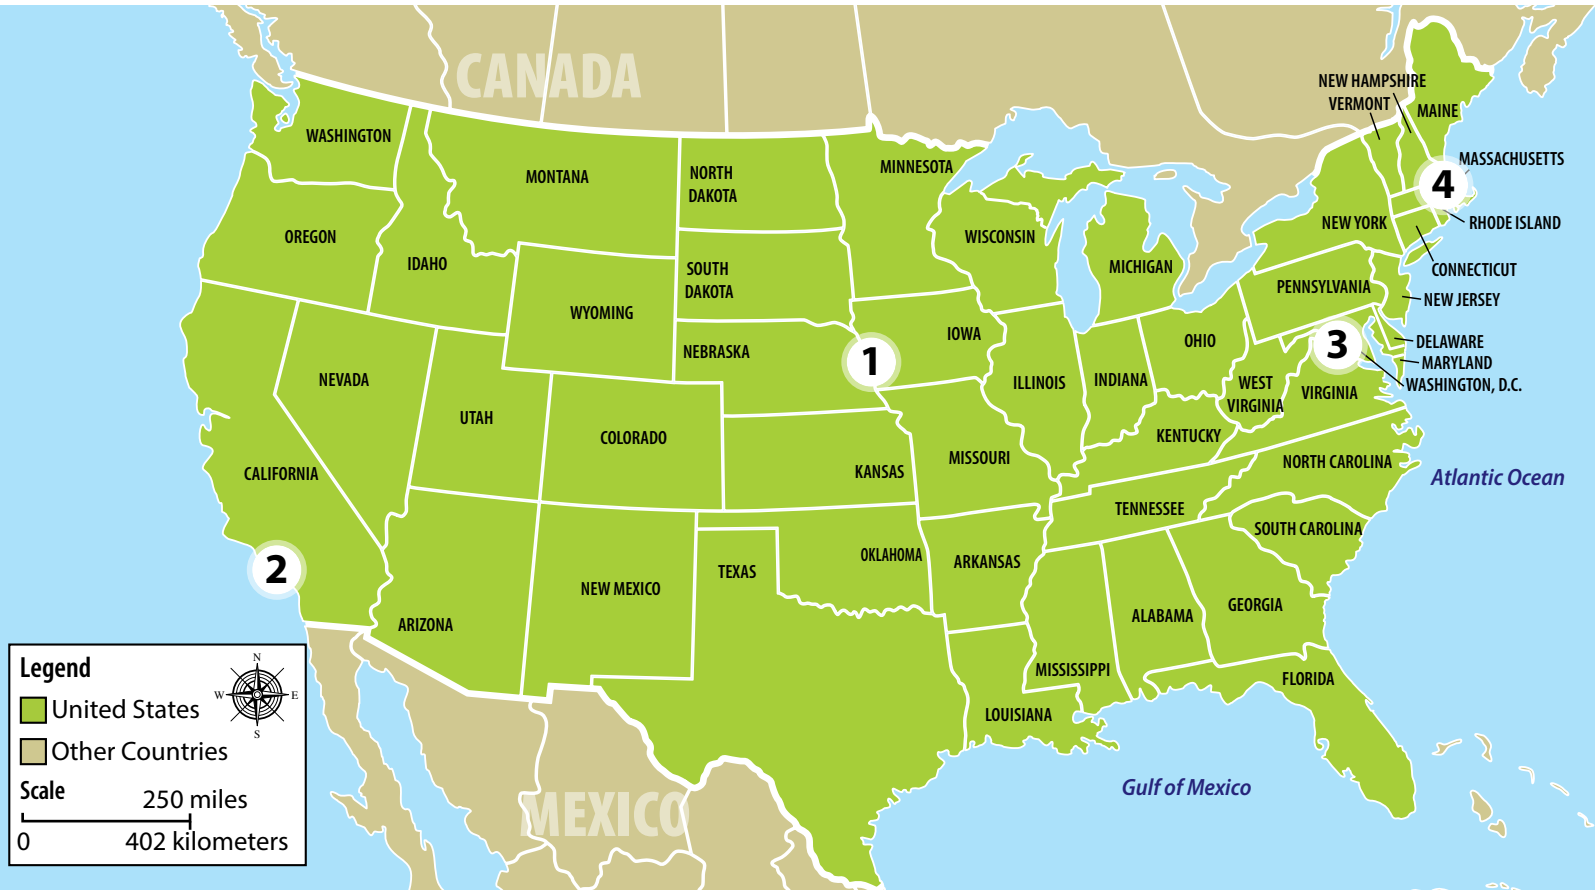 CANADA
NEW HAMPSHIRE
VERMONT
MAINE
WASHINGTON
MASSACHUSETTS
4
MONTANA
NORTH
DAKOTA
MINNESOTA
OREGON
IDAHO
WISCONSIN
MICHIGAN
NEW YORK
RHODE ISLAND
CONNECTICUT
SOUTH
DAKOTA
PENNSYLVANIA
NEW JERSEY
WYOMING
IOWA
OHIO
3
DELAWARE
MARYLAND
WASHINGTON, D.C.
NEBRASKA
1
NEVADA
UTAH
ILLINOIS
INDIANA
WEST
VIRGINIA
VIRGINIA
COLORADO
KENTUCKY
CALIFORNIA
KANSAS
MISSOURI
NORTH CAROLINA
Atlantic Ocean
TENNESSEE
SOUTH CAROLINA
2
NEW MEXICO
TEXAS
OKLAHOMA
ARKANSAS
ARIZONA
ALABAMA
GEORGIA
MISSISSIPPI
FLORIDA
LOUISIANA
Gulf of Mexico
MEXICO
Legend
N
W
E
S
United States
Other Countries
Scale
250 miles
0
402 kilometers